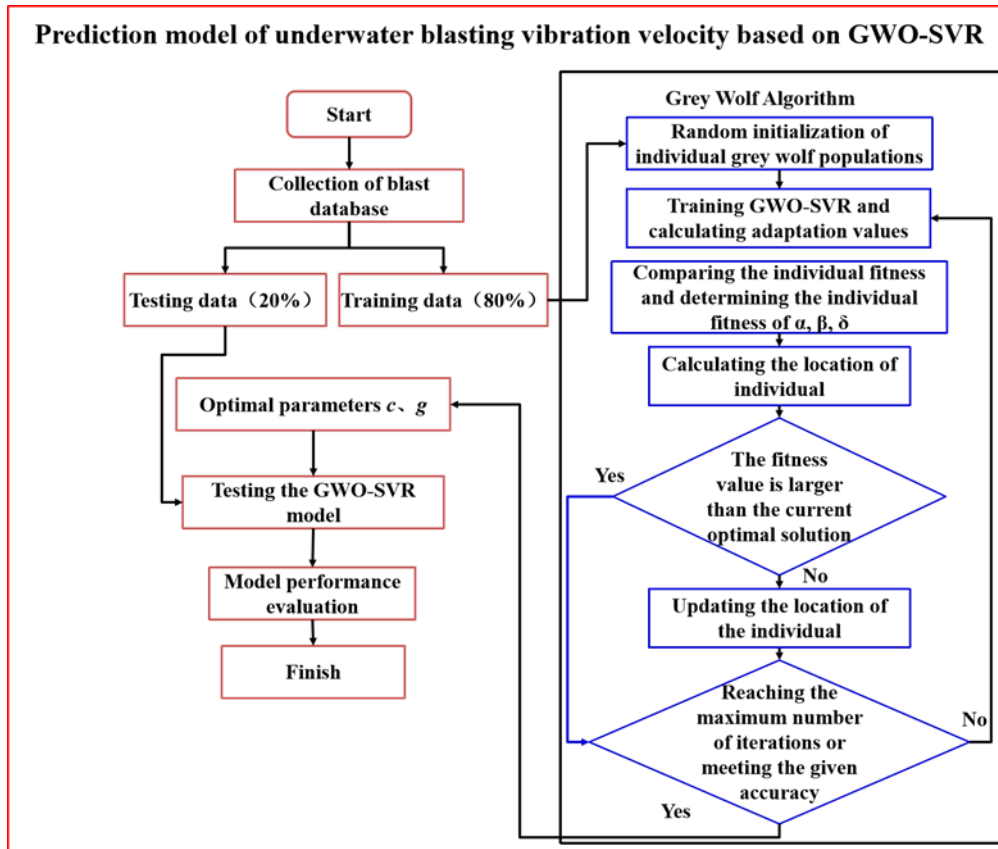 Prediction model of underwater blasting vibration velocity based on GWO-SVR
Start
Collection of blast
database
Testing data（20%）
Training data（80%）
Optimal parameters c、g
Testing the GWO-SVR
model
Model performance
evaluation
Finish
Grey Wolf Algorithm
Random initialization of
individual grey wolf populations
Training GWO-SVR and
calculating adaptation values
Comparing the individual fitness
and determining the individual
fitness of α, β, δ
Calculating the location of
individual
Yes
The fitness
value is larger
than the current
optimal solution
No
Updating the location of
the individual
Reaching the
maximum number
of iterrations or
meeting the given
accuracy
No
Yes